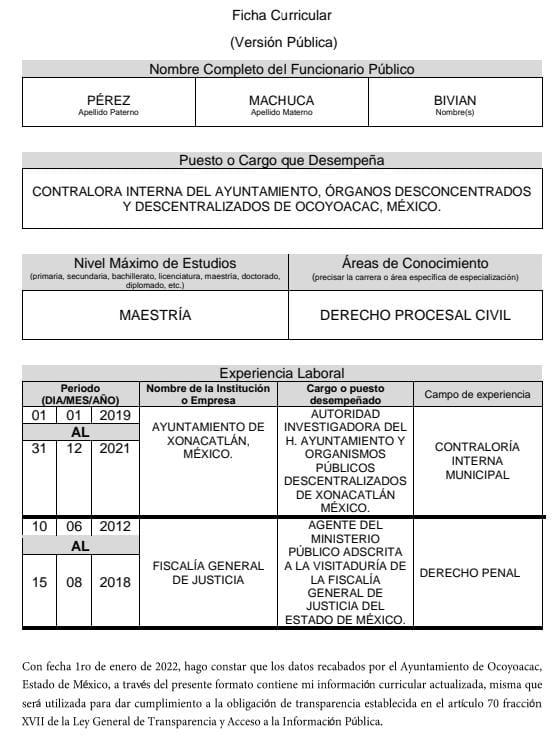 Ficha Curricular
(Versión Pública)
Nombre Completo del Funcionario Público
PÉREZ MACHUCA BIVIAN
Apellido Paterno Apellido Materno Nombre(s)
Puesto o Cargo que Desempeña
CONTRALORA INTERNA DEL AYUNTAMIENTO, ÓRGANOS DESCONCENTRADOS
Y DESCENTRALIZADOS DE OCOYOACAC, MÉXICO.
Nivel Máximo de Estudios
(primaria, secundaria, bachillerato, licenciatura, maestría, doctorado,
diplomado, etc.)
Áreas de Conocimiento
(precisar la carrera o área específica de especialización)
MAESTRÍA
DERECHO PROCESAL CIVIL
Experiencia Laboral
Periodo
(DIA/MES/AÑO)
Nombre de la Institución
o Empresa
Cargo o puesto
desempeñado
Campo de experiencia
01 01 2019
AL
31 12 2021
AYUNTAMIENTO DE
XONACATLÁN,
MÉXICO.
AUTORIDAD
INVESTIGADORA DEL
H. AYUNTAMIENTO Y
ORGANISMOS
PÚBLICOS
DESCENTRALIZADOS
DE XONACATLÁN
MÉXICO.
CONTRALORÍA
INTERNA
MUNICIPAL
10 06 2012
AL
15 08 2018
FISCALÍA GENERAL
DE JUSTICIA
AGENTE DEL
MINISTERIO
PÚBLICO ADSCRITA
A LA VISITADURÍA DE
LA FISCALÍA
GENERAL DE
JUSTICIA DEL
ESTADO DE MÉXICO.
DERECHO PENAL
Con fecha 1ro de enero de 2022, hago constar que los datos recabados por el Ayuntamiento de Ocoyoacac,
Estado de México, a través del presente formato contiene mi información curricular actualizada, misma que
será utilizada para dar cumplimiento a la obligación de transparencia establecida en el artículo 70 fracción
XVII de la Ley General de Transparencia y Acceso a la Información Pública.